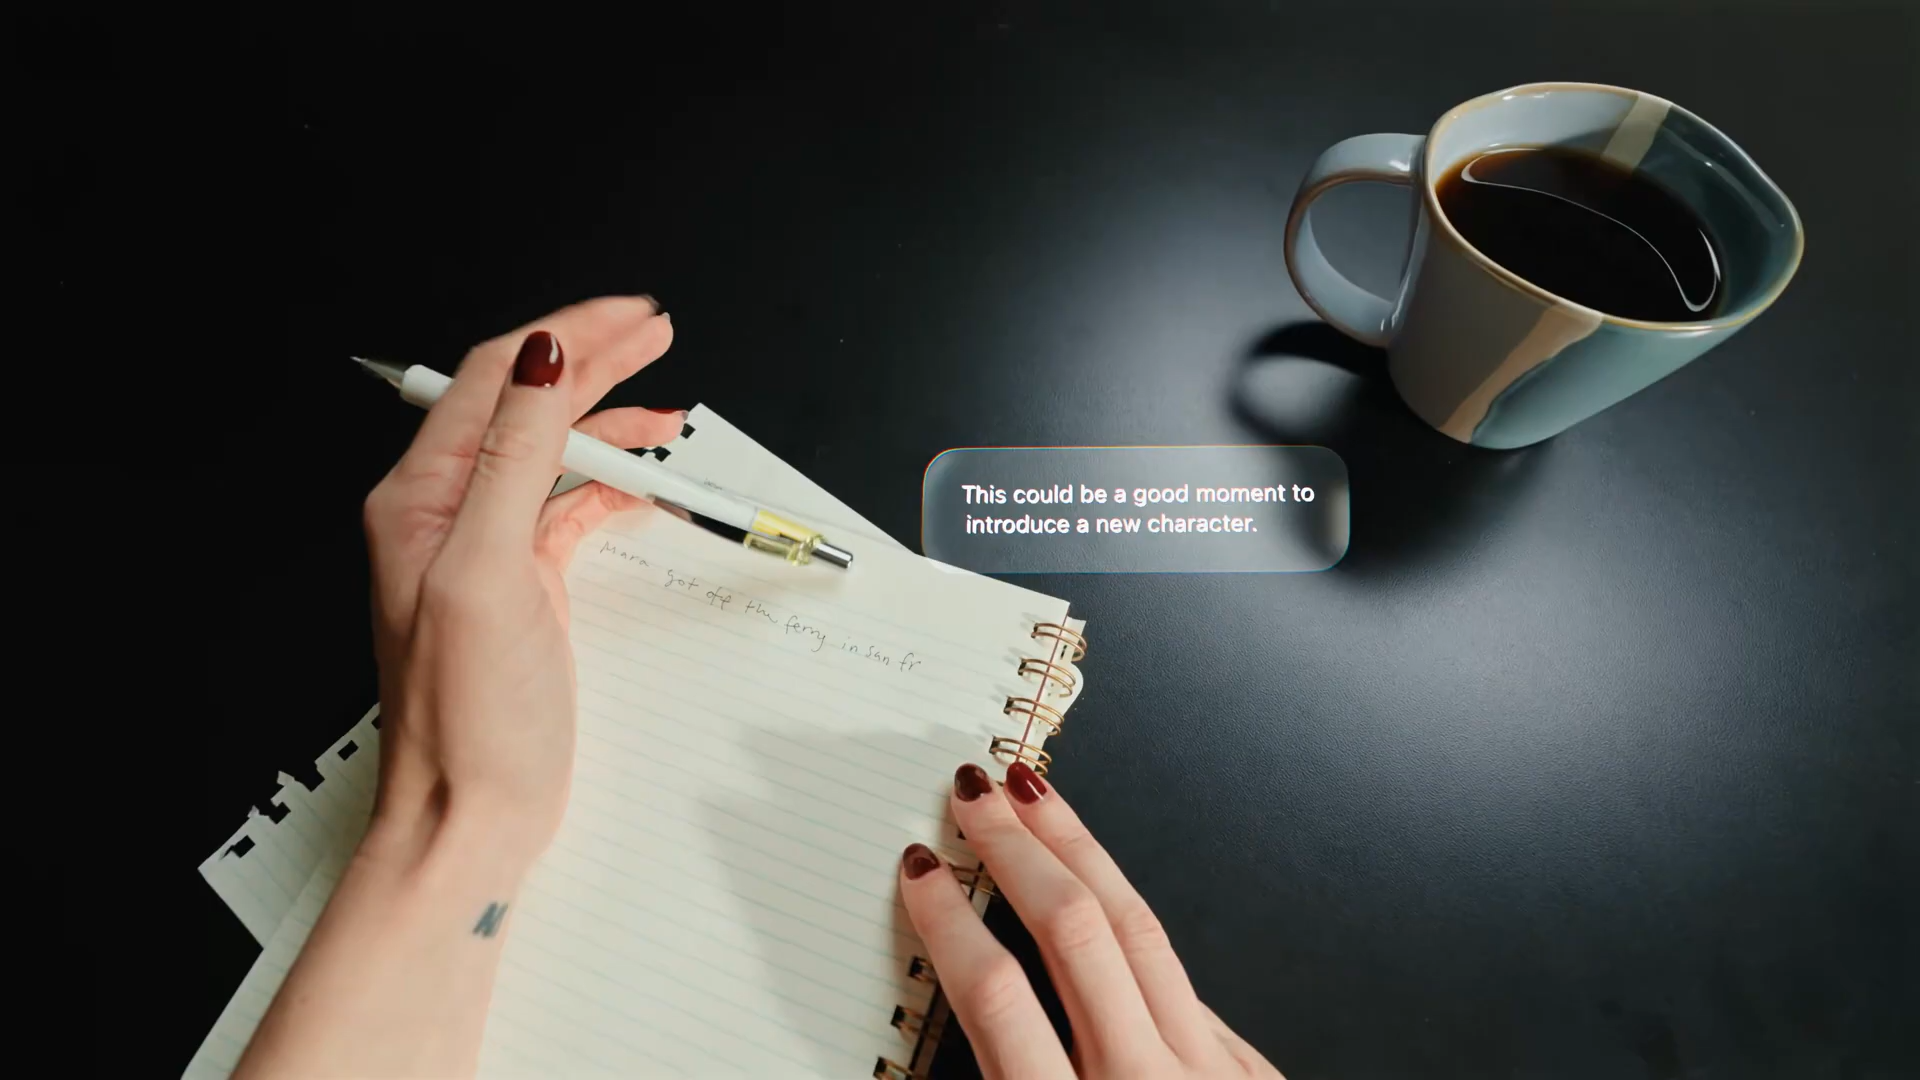 This could be a good moment to
introduce a new character.
Mara got off the ferry in san fr